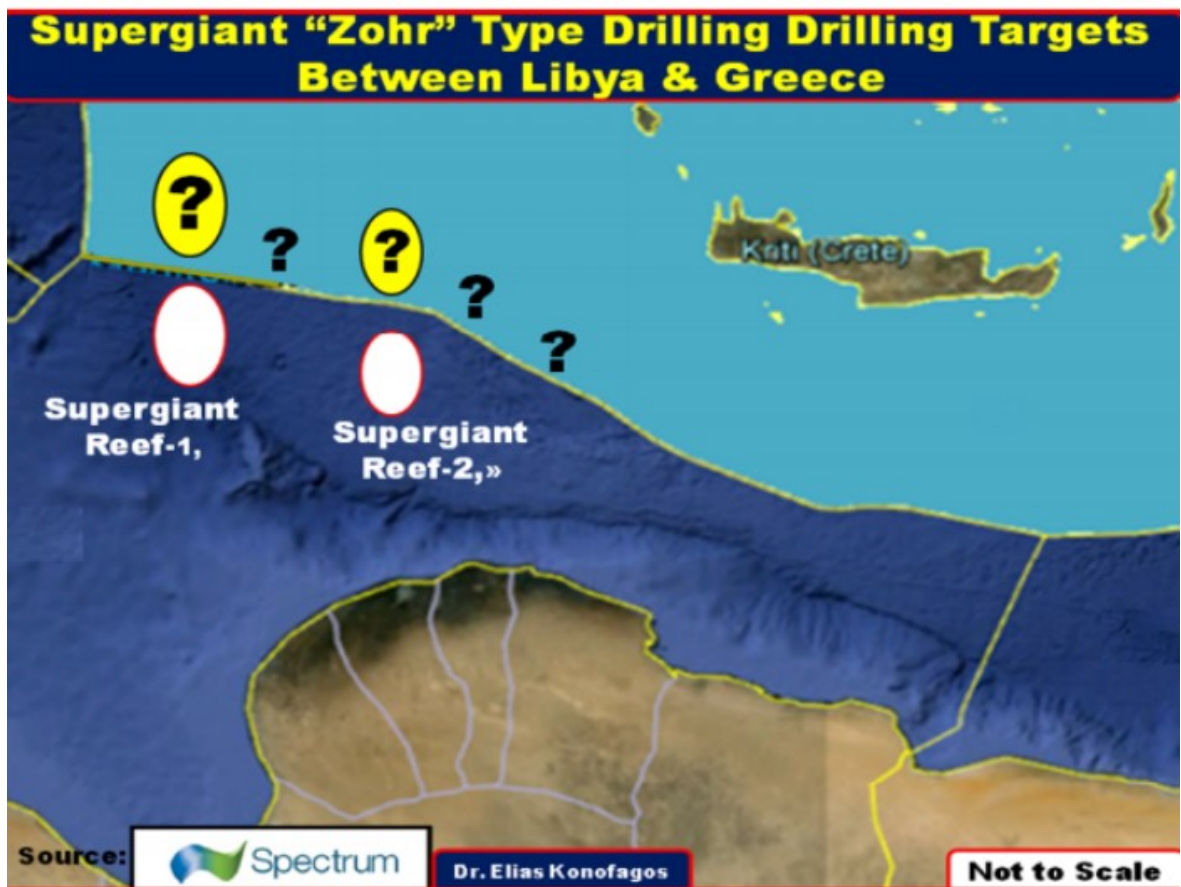 Supergiant “Zohr” Type Drilling Drilling Targets
Between Libya & Greece
?
?
?
?
?
Kriti (Crete)
Supergiant
Reef-1,
Supergiant
Reef-2,»
Source:
Spectrum
Dr. Elias Konofagos
Not to Scale